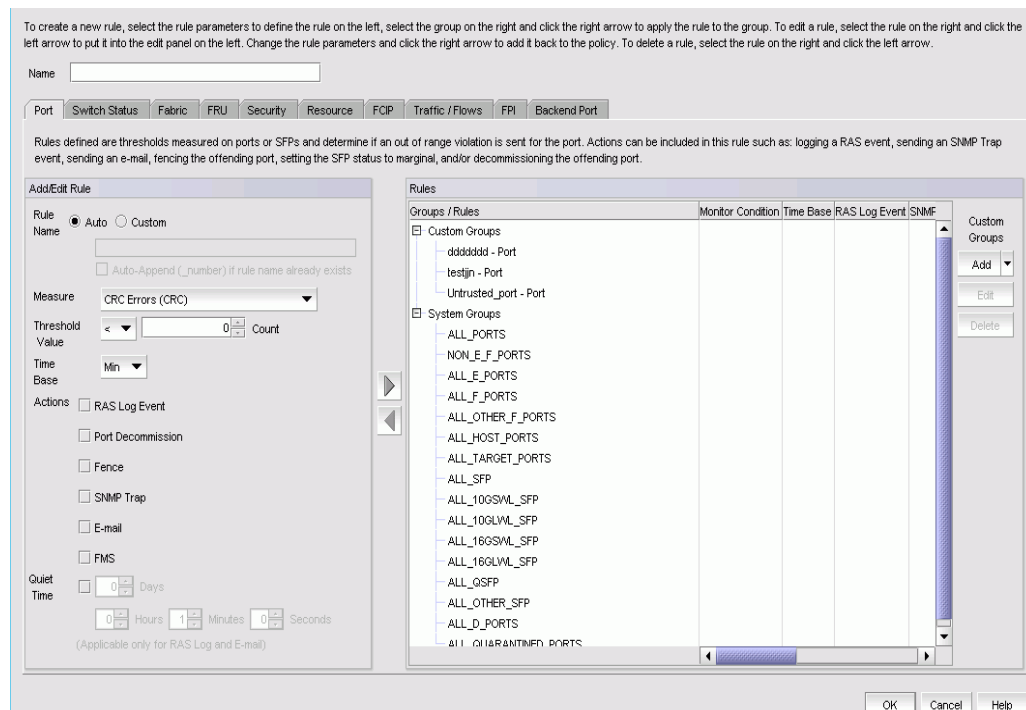 To create a new rule, select the rule parameters to define the rule on the left, select the group on the right and click the right arrow to apply the rule to the group. To edit a rule, select the rule on the right and click the
left arrow to put it into the edit panel on the left. Change the rule parameters and click the right arrow to add it back to the policy. To delete a rule, select the rule on the right and click the left arrow.
Name
Port Switch Status Fabric FRU Security Resource FCIP Traffic / Flows FPI Backend Port
Rules defined are thresholds measured on ports or SFPs and determine if an out of range violation is sent for the port. Actions can be included in this rule such as: logging a RAS event, sending an SNMP Trap
event, sending an e-mail, fencing the offending port, setting the SFP status to marginal, and/or decommissioning the offending port.
Add/Edit Rule
Rule
Name
Auto Custom
Auto-Append (_number) if rule name already exists
Measure CRC Errors (CRC)
Threshold
Value
< 0 Count
Time
Base
Min
Actions RAS Log Event
Port Decommission
Fence
SNMP Trap
E-mail
FMS
Quiet
Time
0 Days
0 Hours 1 Minutes 0 Seconds
(Applicable only for RAS Log and E-mail)
Rules
Groups / Rules Monitor Condition Time Base RAS Log Event SNMF
Custom Groups
ddddddd - Port
testjin - Port
Untrusted_port - Port
System Groups
ALL_PORTS
NON_E_F_PORTS
ALL_E_PORTS
ALL_F_PORTS
ALL_OTHER_F_PORTS
ALL_HOST_PORTS
ALL_TARGET_PORTS
ALL_SFP
ALL_10GSWL_SFP
ALL_10GLWL_SFP
ALL_16GSWL_SFP
ALL_16GLWL_SFP
ALL_QSFP
ALL_OTHER_SFP
ALL_D_PORTS
ALL_QUARANTINED_PORTS
Custom
Groups
Add
Edit
Delete
OK Cancel Help